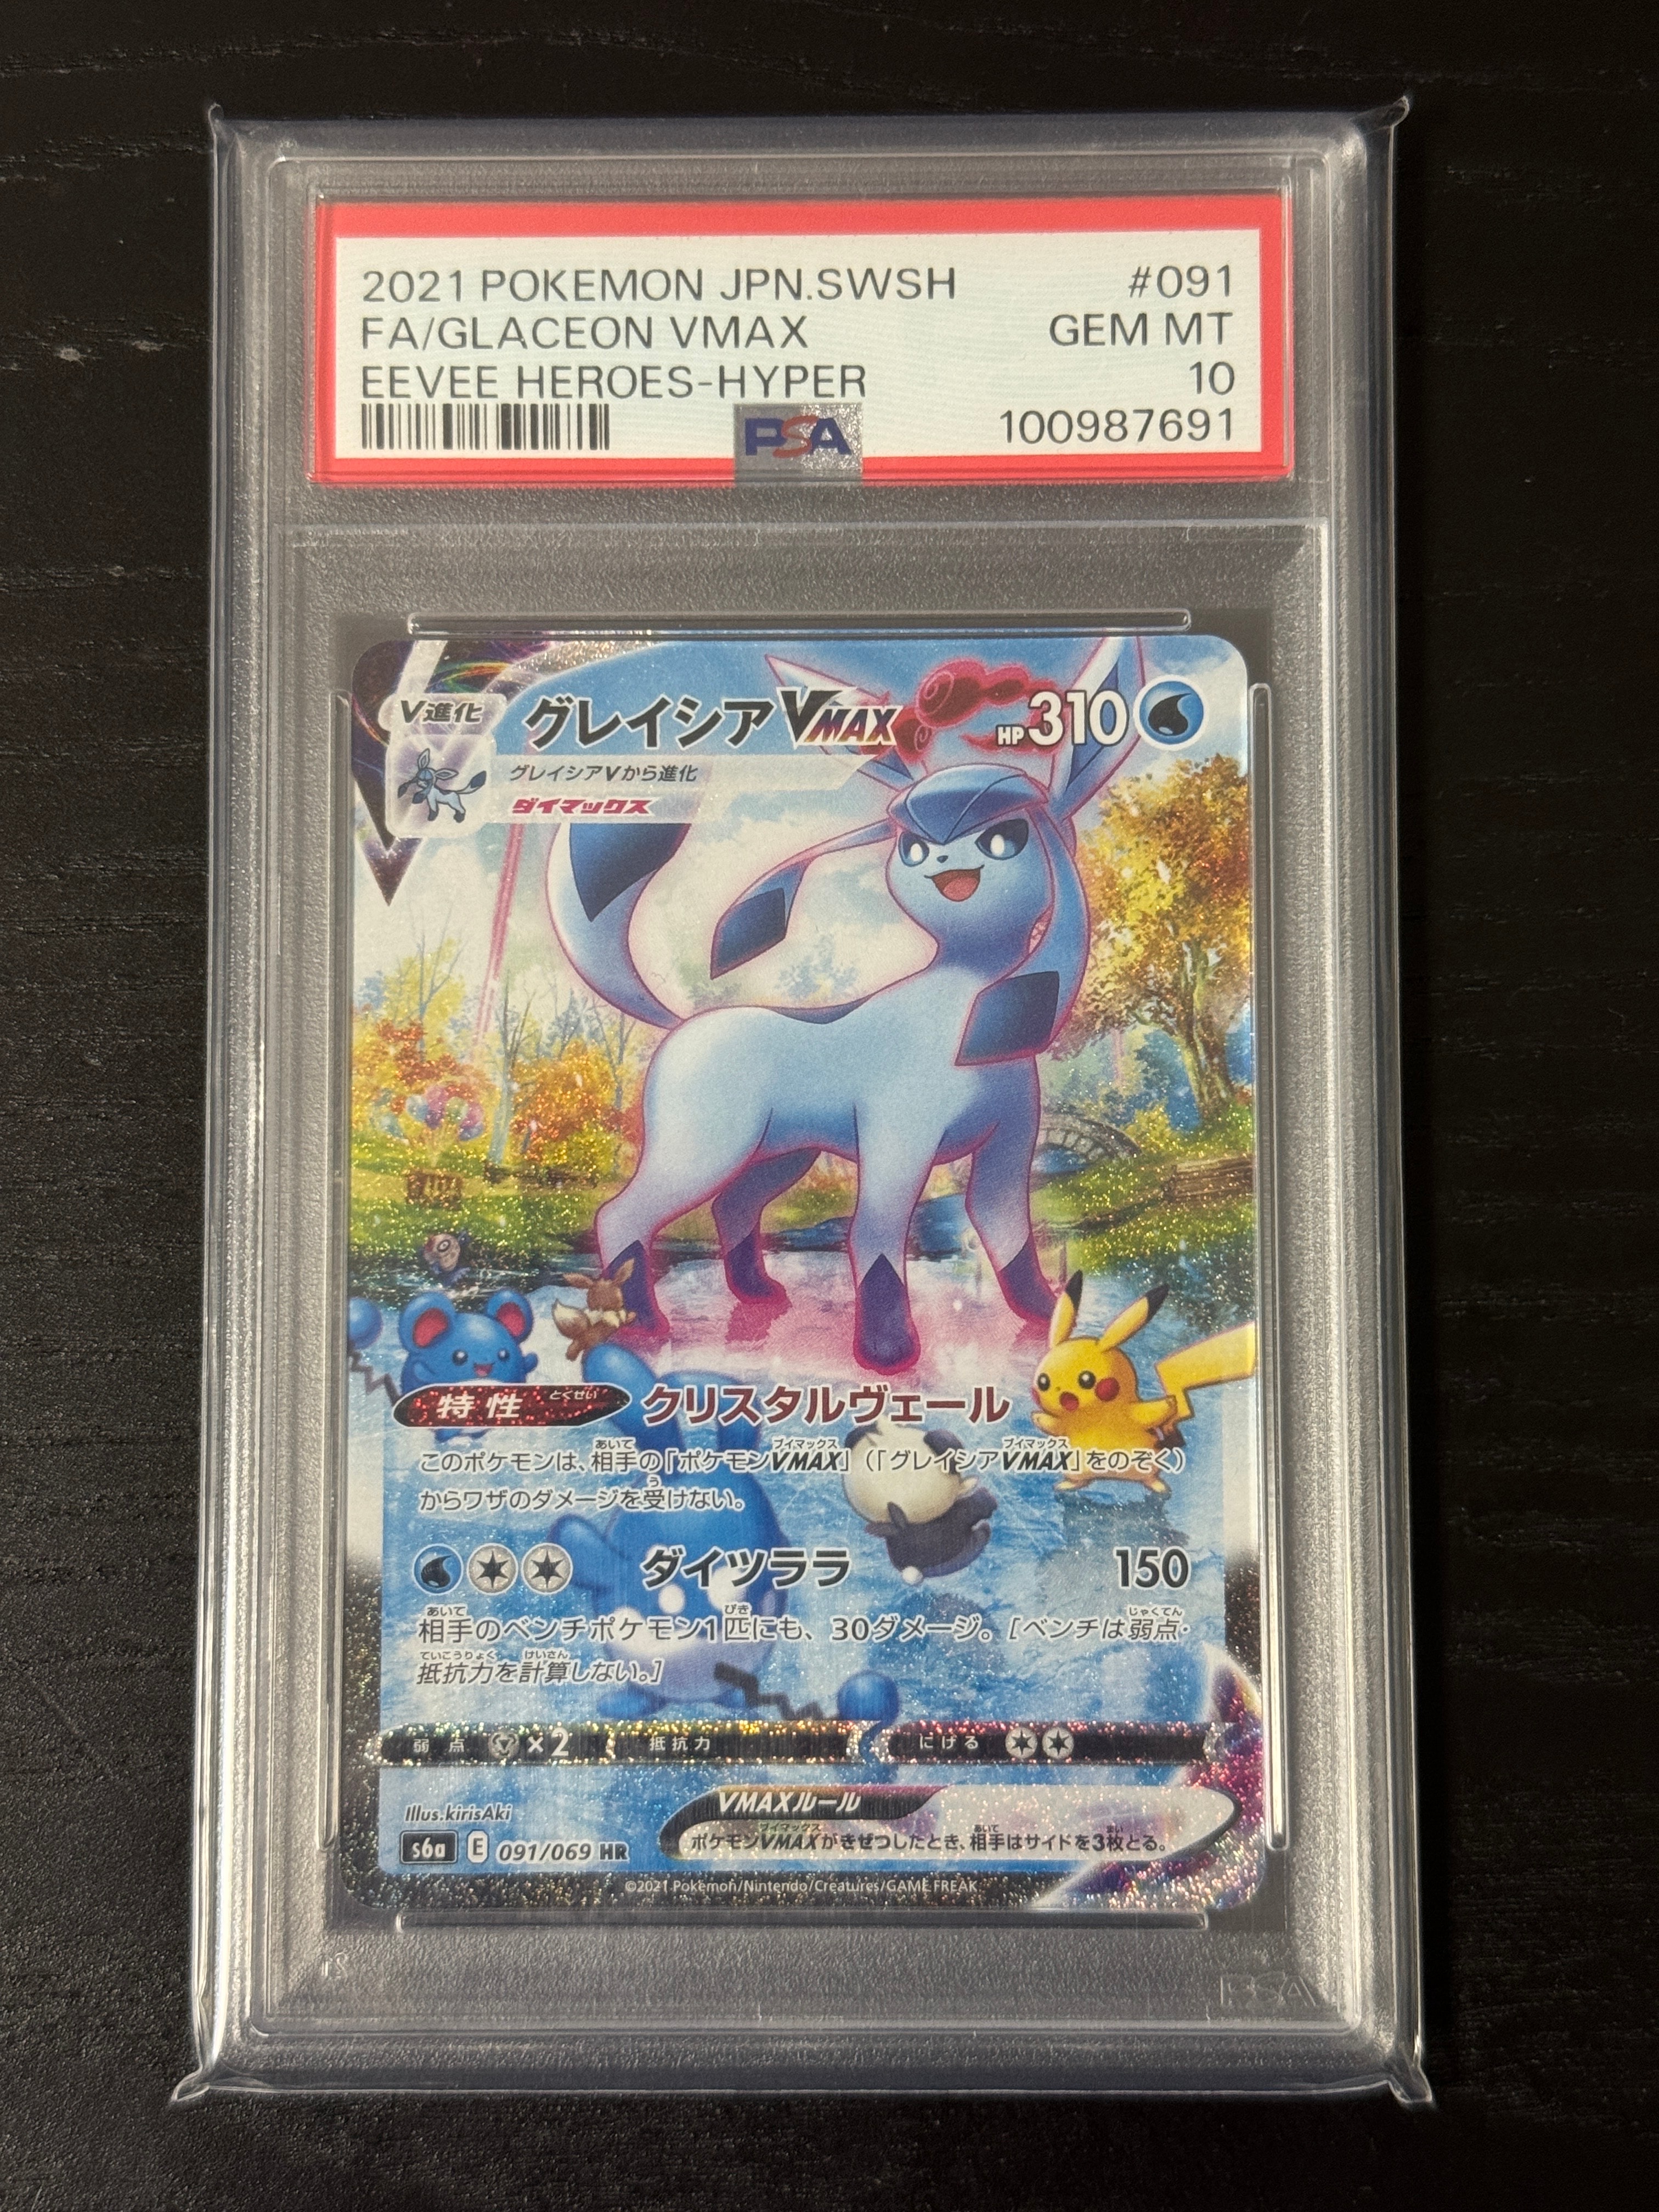 2021 POKEMON JPN.SWSH #091
FA/GLACEON VMAX GEM MT
EEVEE HEROES-HYPER 10
PSA 100987691
V進化 グレイシアVMAX HP310
グレイシアVから進化
ダイマックス
特性 とくせい クリスタルヴェール
このポケモンは、相手の「ポケモンVMAX」(「グレイシアVMAX」をのぞく)
からワザのダメージを受けない。
ダイツララ 150
相手のベンチポケモン1匹にも、30ダメージ。[ベンチは弱点・
抵抗力を計算しない。]
弱点 ×2 抵抗力 にげる
Illus.kirisAki
VMAXルール
ポケモンVMAXがきぜつしたとき、相手はサイドを3枚とる。
s6a E 091/069 HR
©2021 Pokémon/Nintendo/Creatures/GAME FREAK
PSA